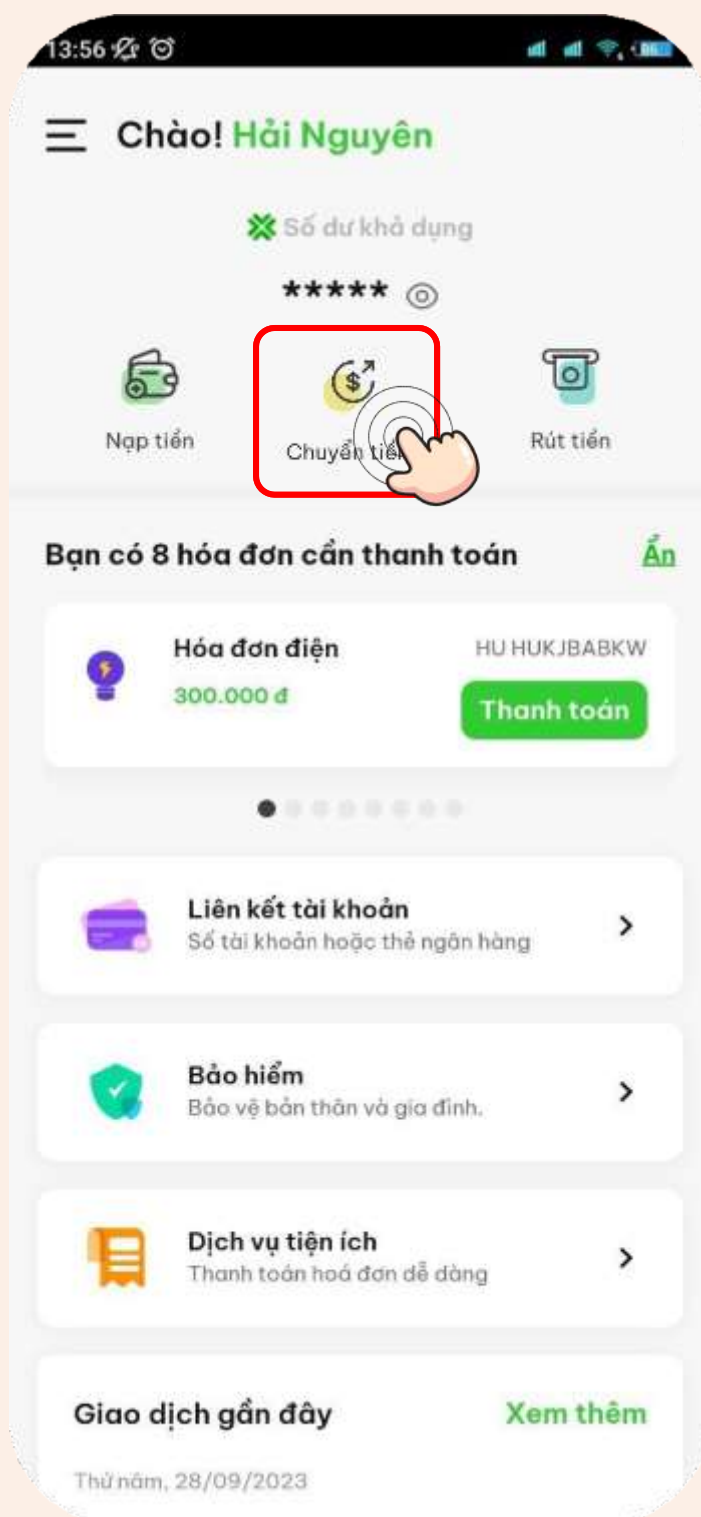 13:56
Chào! Hải Nguyên
Số dư khả dụng
*****
Nạp tiền
Chuyển tiền
Rút tiền
Bạn có 8 hóa đơn cần thanh toán
Ẩn
Hóa đơn điện
HU HUKJBABKW
300.000 đ
Thanh toán
Liên kết tài khoản
Số tài khoản hoặc thẻ ngân hàng
Bảo hiểm
Bảo vệ bản thân và gia đình.
Dịch vụ tiện ích
Thanh toán hoá đơn dễ dàng
Giao dịch gần đây
Xem thêm
Thứ năm, 28/09/2023